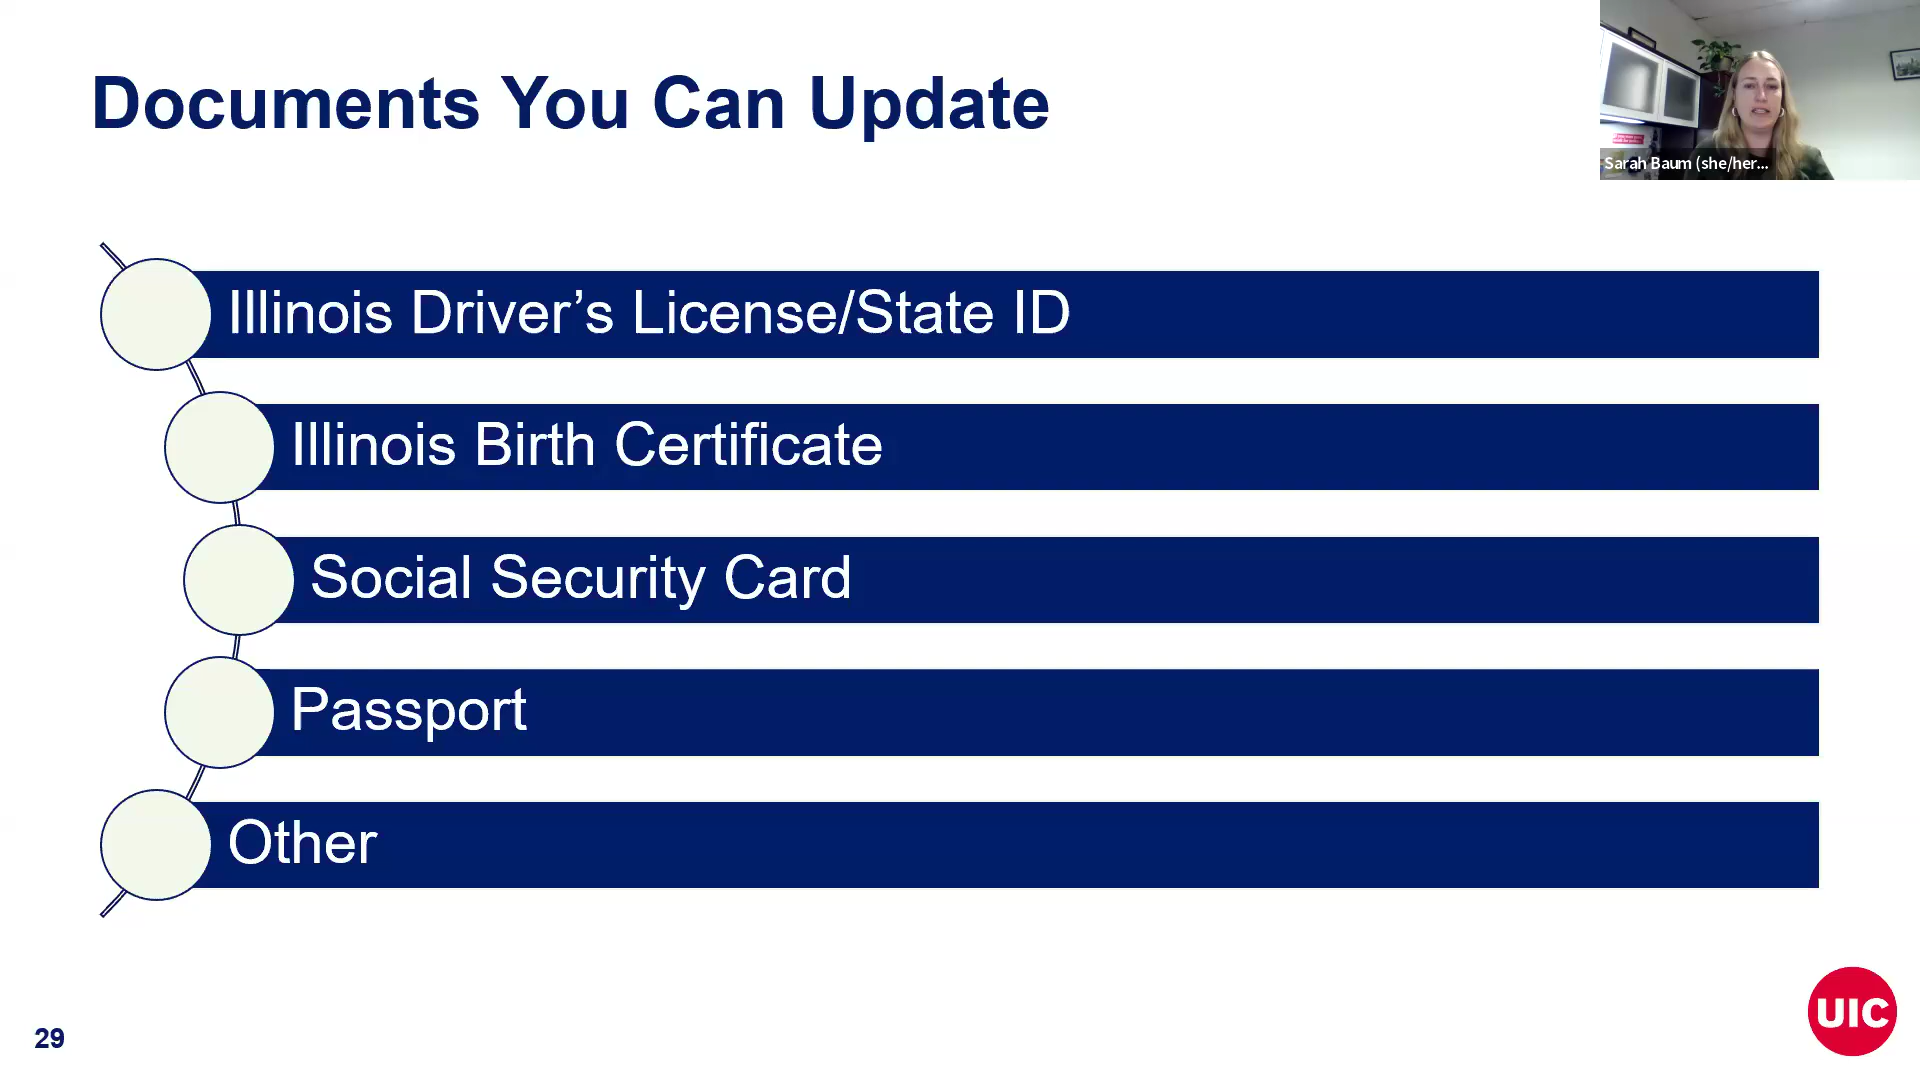 Documents You Can Update
Sarah Baum (she/her...
Illinois Driver’s License/State ID
Illinois Birth Certificate
Social Security Card
Passport
Other
29
UIC